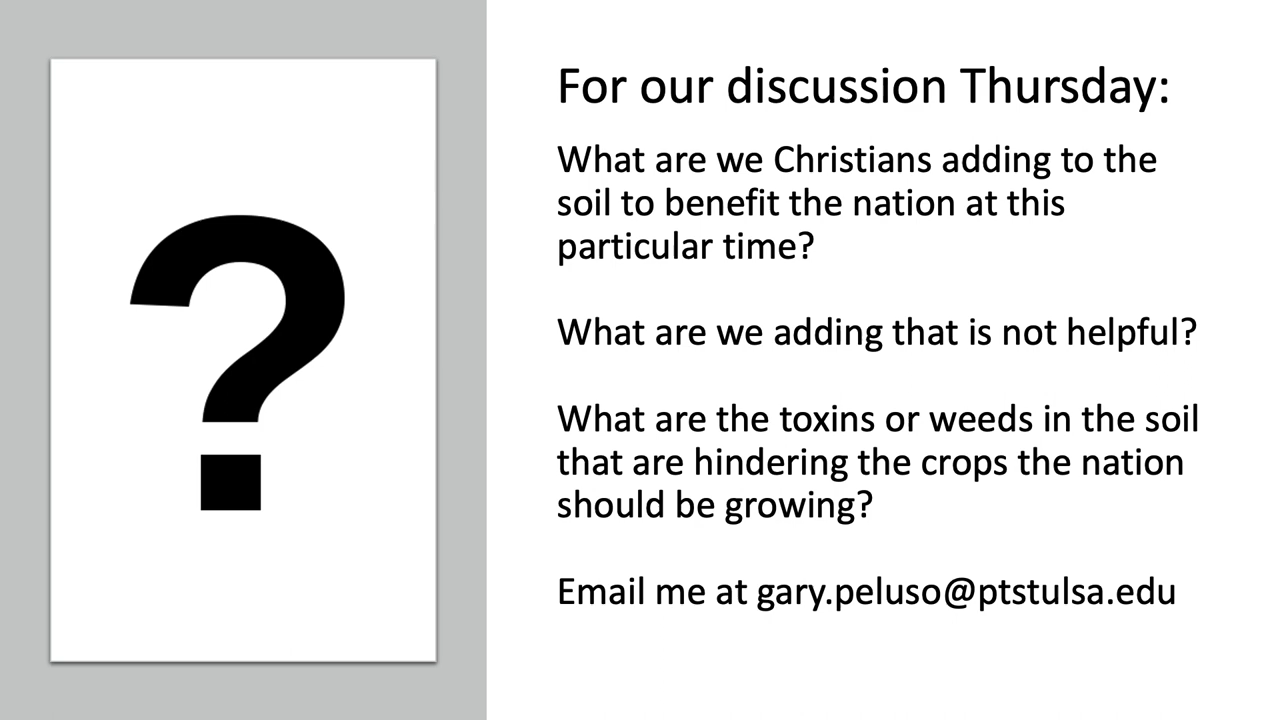 ?
For our discussion Thursday:
What are we Christians adding to the
soil to benefit the nation at this
particular time?
What are we adding that is not helpful?
What are the toxins or weeds in the soil
that are hindering the crops the nation
should be growing?
Email me at gary.peluso@ptstulsa.edu